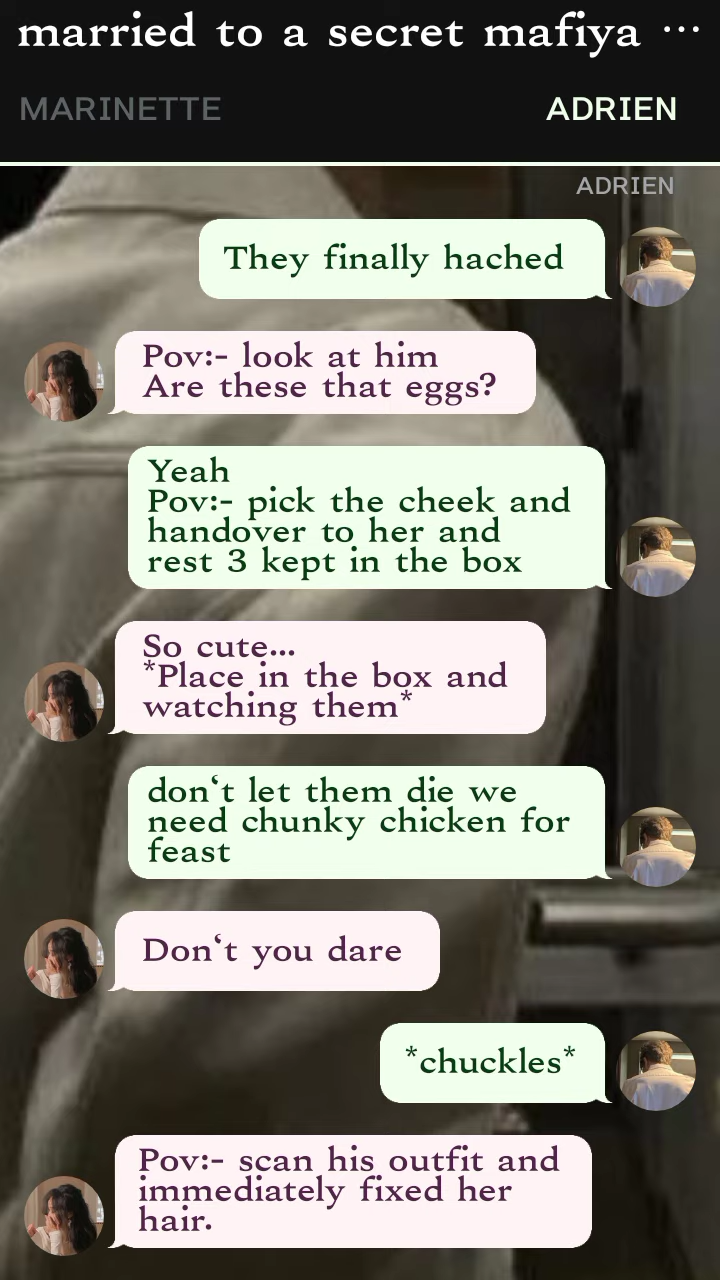 married to a secret mafiya ...
MARINETTE
ADRIEN
ADRIEN
They finally hached
Pov:- look at him
Are these that eggs?
Yeah
Pov:- pick the cheek and
handover to her and
rest 3 kept in the box
So cute...
*Place in the box and
watching them*
don‘t let them die we
need chunky chicken for
feast
Don‘t you dare
*chuckles*
Pov:- scan his outfit and
immediately fixed her
hair.